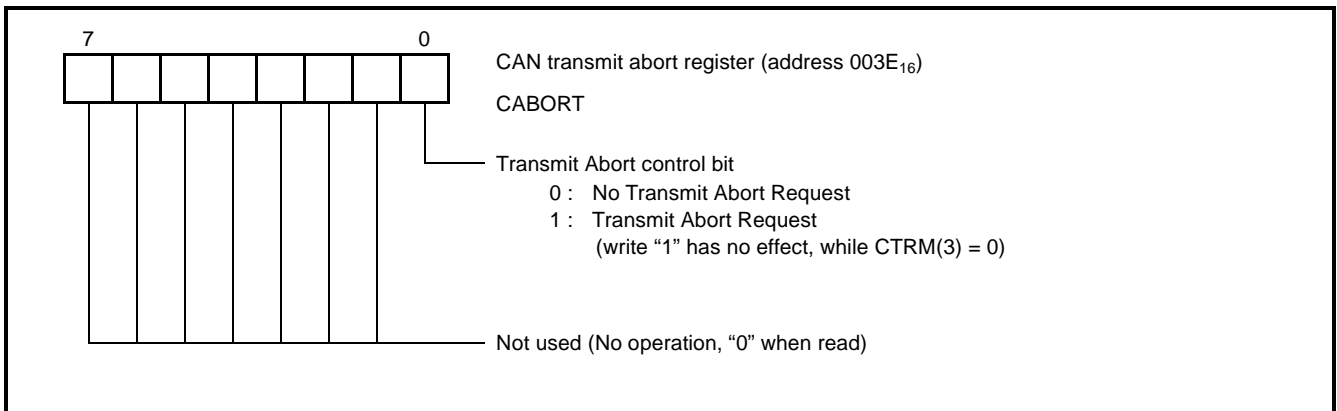 7 0
CAN transmit abort register (address 003E₁₆)
CABORT
Transmit Abort control bit
0 : No Transmit Abort Request
1 : Transmit Abort Request
(write “1” has no effect, while CTRM(3) = 0)
Not used (No operation, “0” when read)